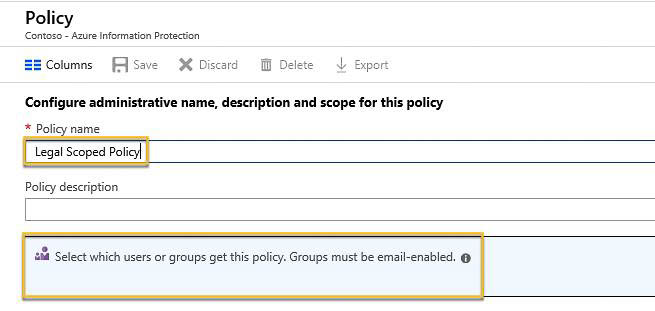 Policy
Contoso - Azure Information Protection
Columns Save Discard Delete Export
Configure administrative name, description and scope for this policy
* Policy name
Legal Scoped Policy
Policy description
Select which users or groups get this policy. Groups must be email-enabled.